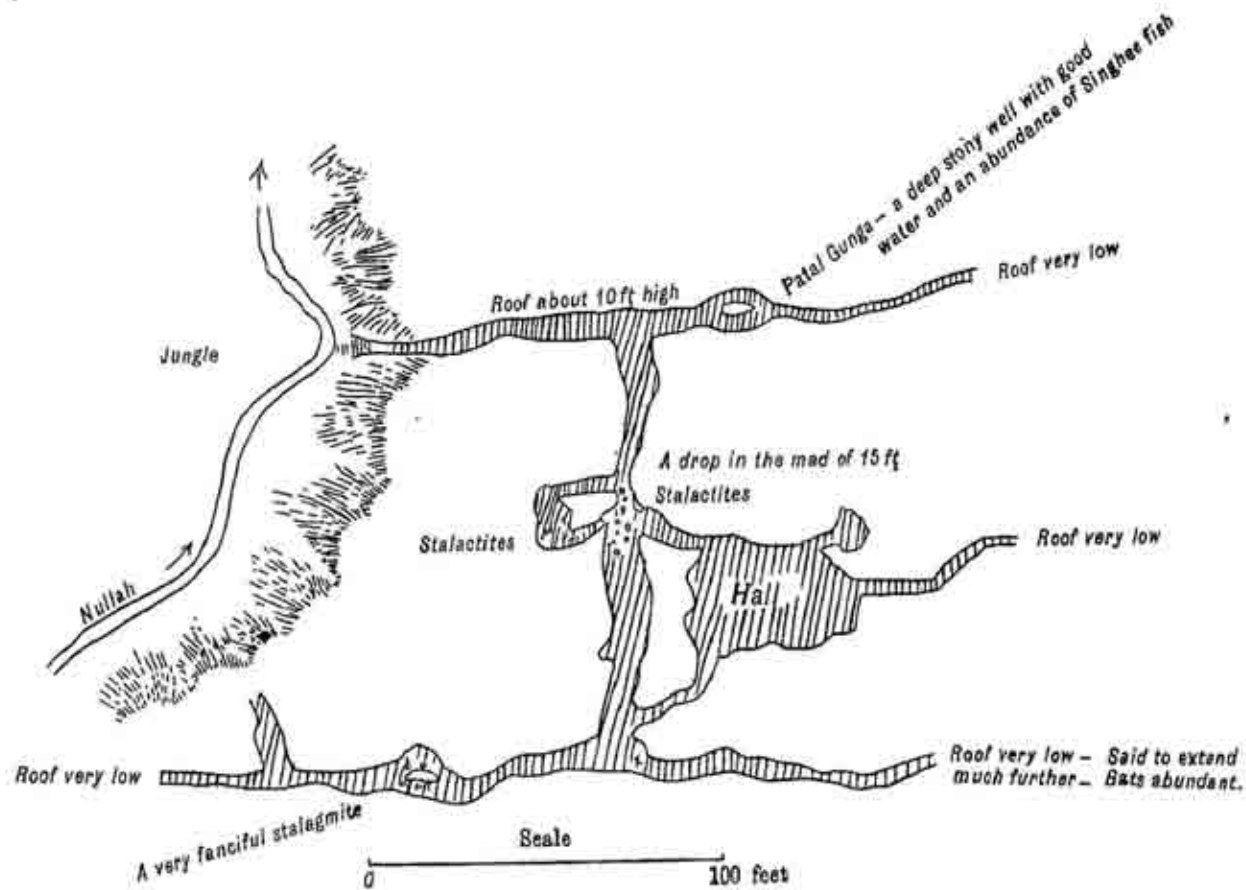 Patal Gunga – a deep stony well with good
water and an abundance of Singhee fish
Roof very low
Roof about 10 ft high
Jungle
A drop in the mad of 15 ft
Stalactites
Stalactites
Roof very low
Hall
Nullah
Roof very low
Roof very low – Said to extend
much further – Bats abundant.
A very fanciful stalagmite
Scale
0
100 feet